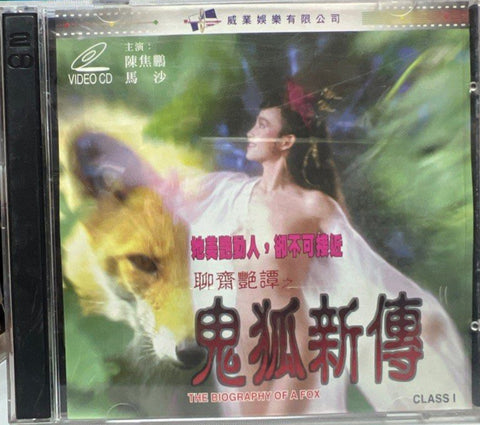 威業娛樂有限公司
VIDEO CD
主演：
陳焦鵬
馬沙
她美艷動人，卻不可接近
聊齋艷譚之
鬼狐新傳
THE BIOGRAPHY OF A FOX
CLASS I